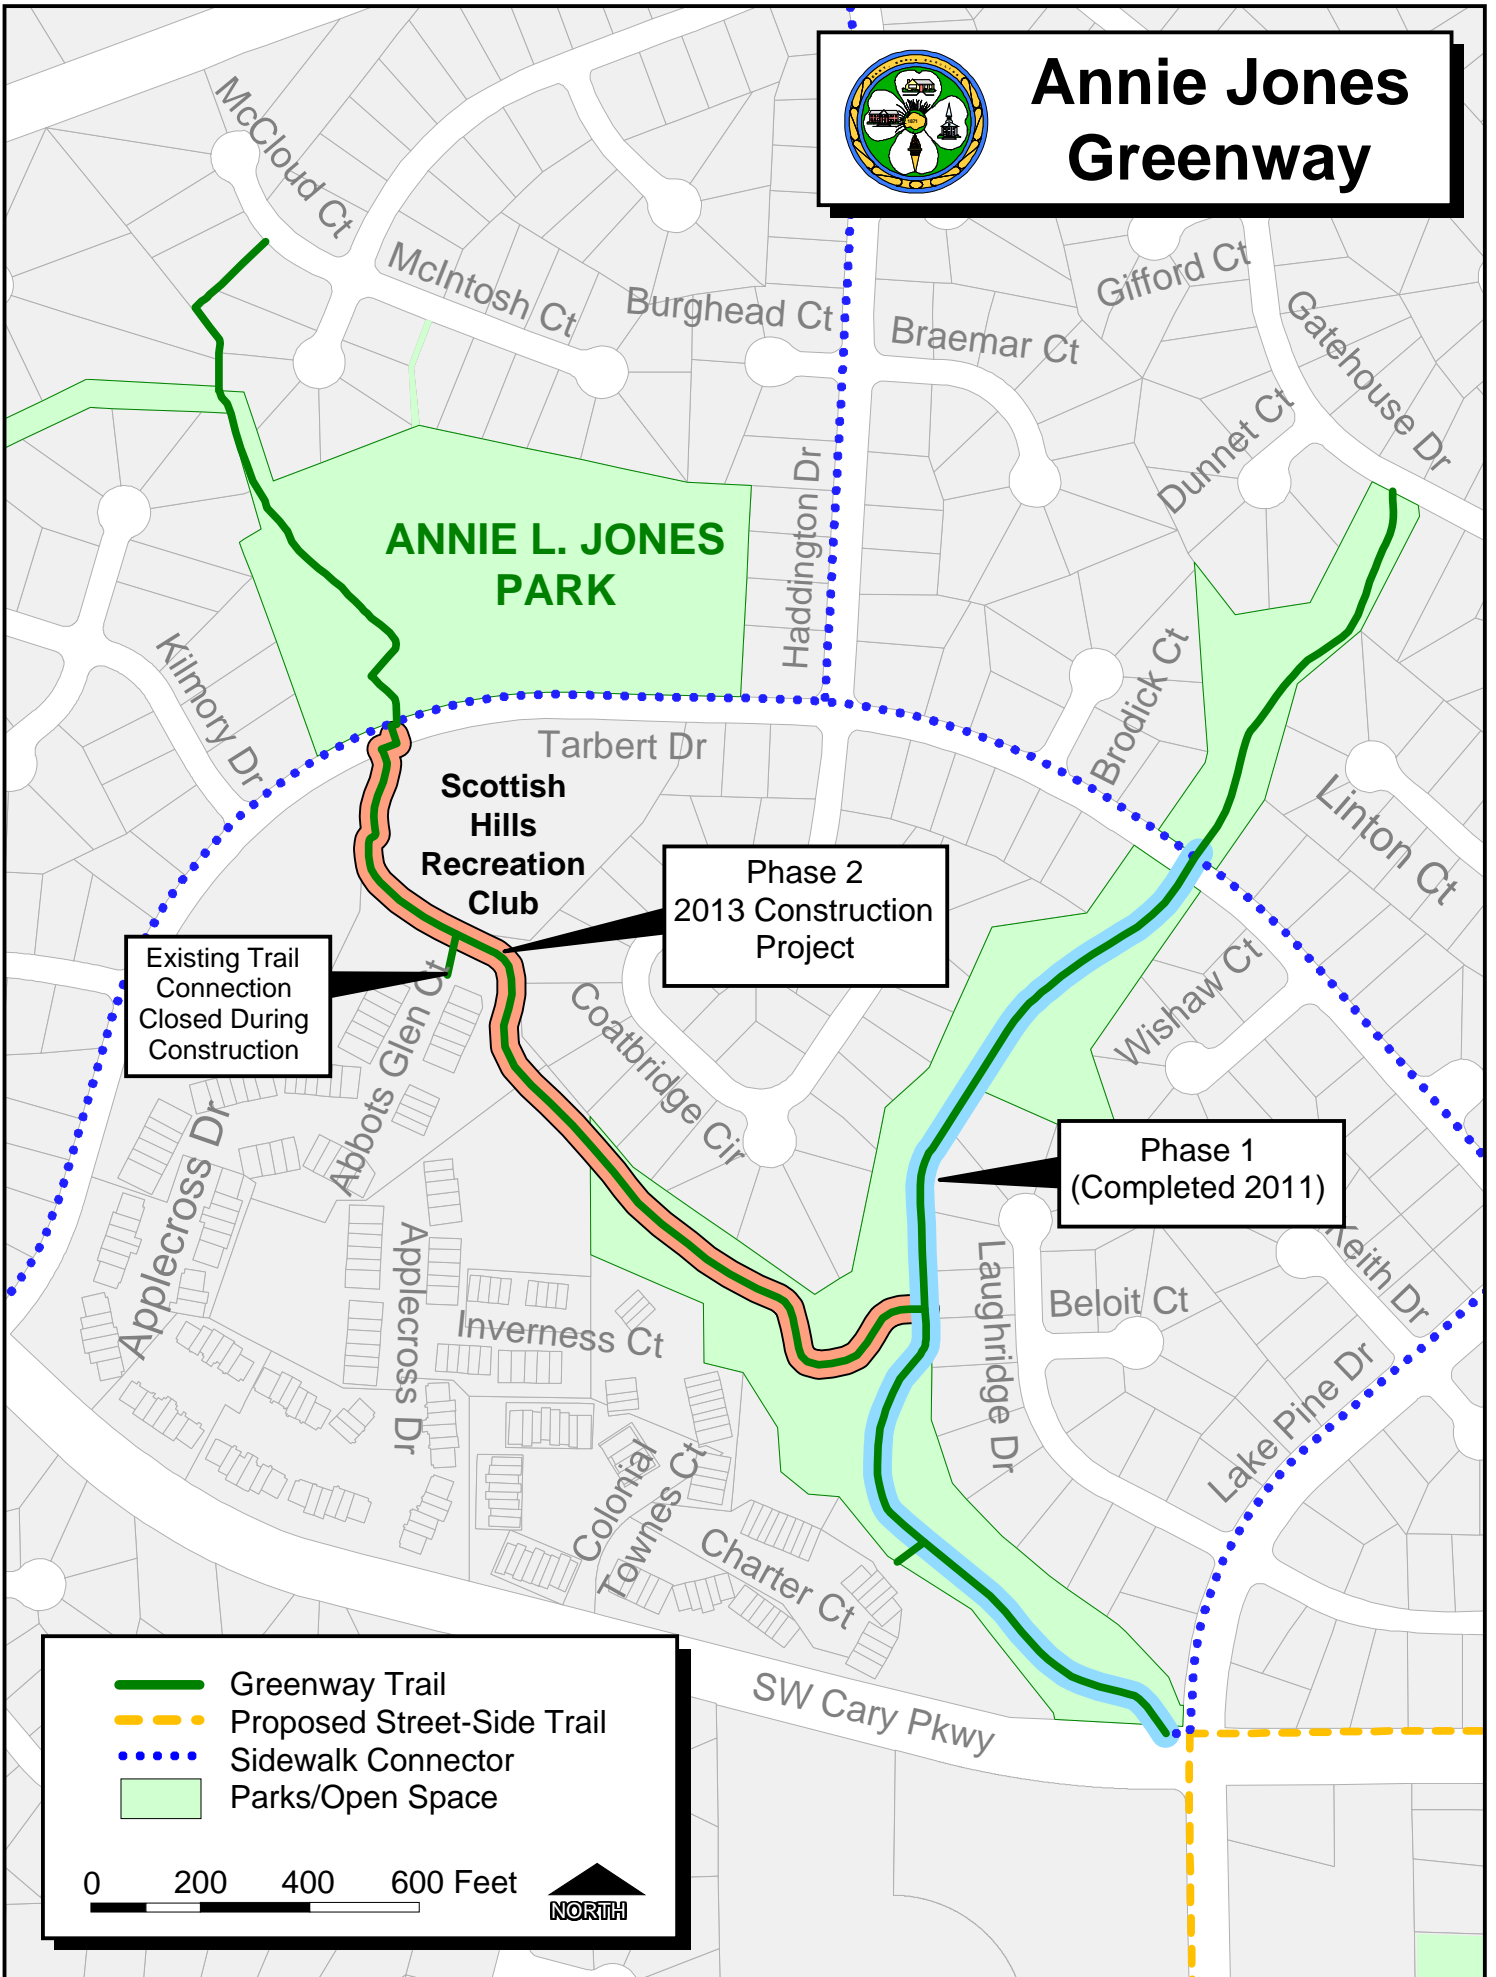 Annie Jones
Greenway
1871
McCloud Ct
McIntosh Ct
Burghead Ct
Braemar Ct
Gifford Ct
Gatehouse Dr
Dunnet Ct
Haddington Dr
ANNIE L. JONES
PARK
Kilmory Dr
Tarbert Dr
Brodick Ct
Linton Ct
Scottish
Hills
Recreation
Club
Phase 2
2013 Construction
Project
Existing Trail
Connection
Closed During
Construction
Abbots Glen Ct
Coatbridge Cir
Wishaw Ct
Phase 1
(Completed 2011)
Applecross Dr
Applecross Dr
Inverness Ct
Laughridge Dr
Beloit Ct
Keith Dr
Lake Pine Dr
Colonial
Townes Ct
Charter Ct
SW Cary Pkwy
Greenway Trail
Proposed Street-Side Trail
Sidewalk Connector
Parks/Open Space
0 200 400 600 Feet
NORTH